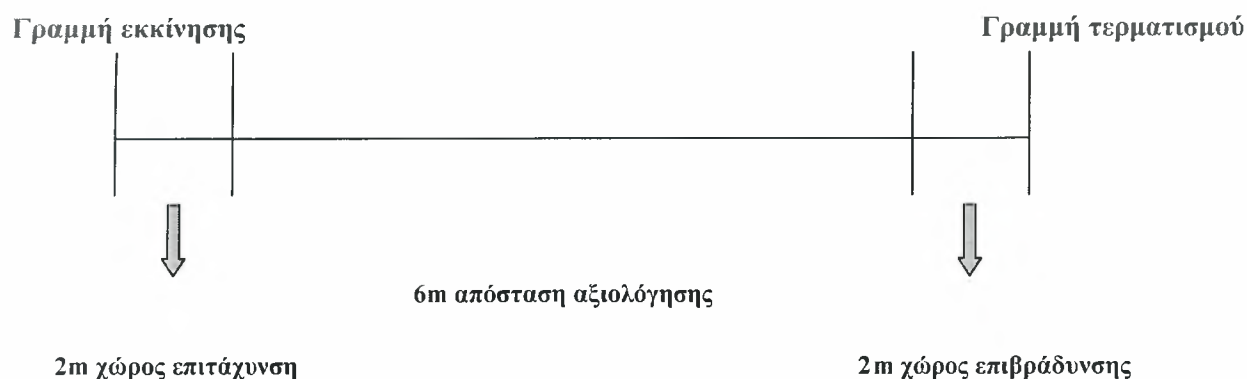 Γραμμή εκκίνησης
Γραμμή τερματισμού
6m απόσταση αξιολόγησης
2m χώρος επιτάχυνση
2m χώρος επιβράδυνσης